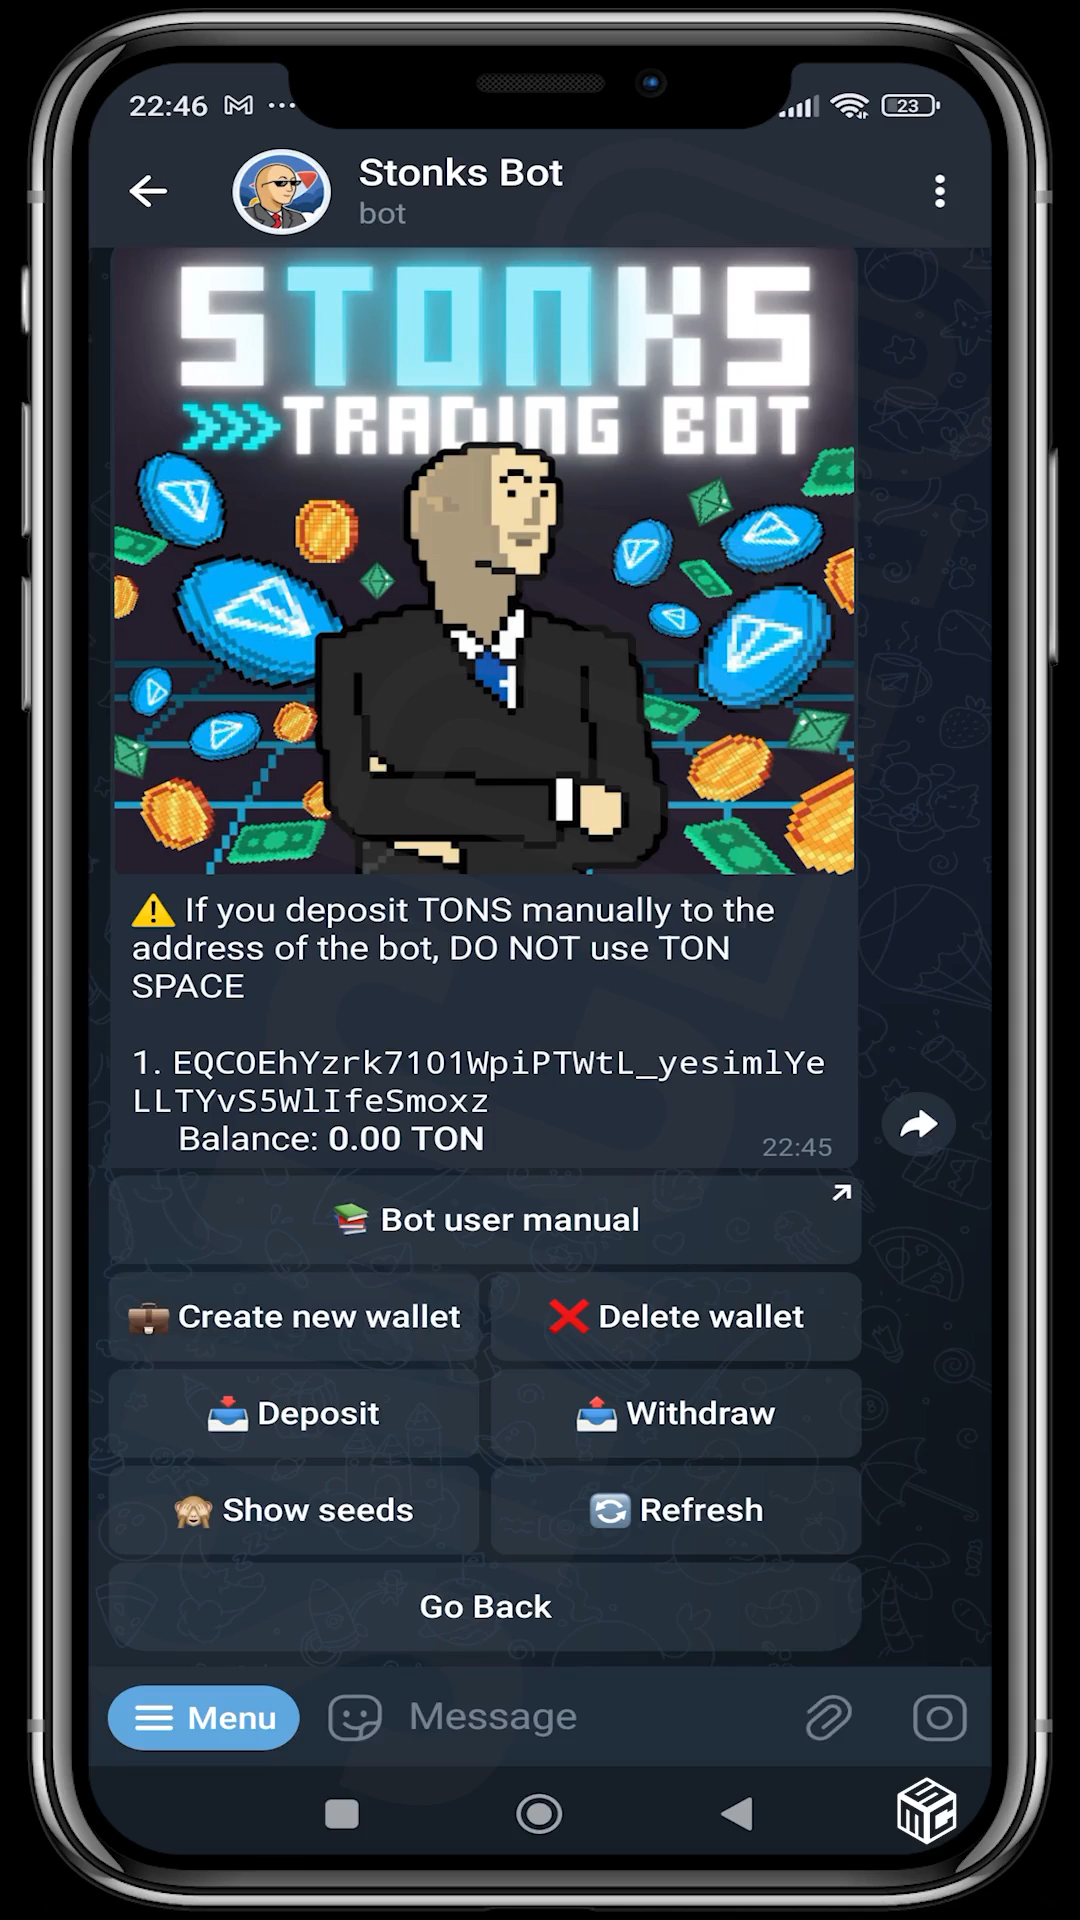 22:46
23
Stonks Bot
bot
STONKS
TRADING BOT
⚠️ If you deposit TONS manually to the
address of the bot, DO NOT use TON
SPACE
1. EQCOEhYzrk71O1WpiPTWtL_yesimlYe
LLTYvS5WlIfeSmoxz
Balance: 0.00 TON
22:45
Bot user manual
Create new wallet
Delete wallet
Deposit
Withdraw
Show seeds
Refresh
Go Back
Menu
Message